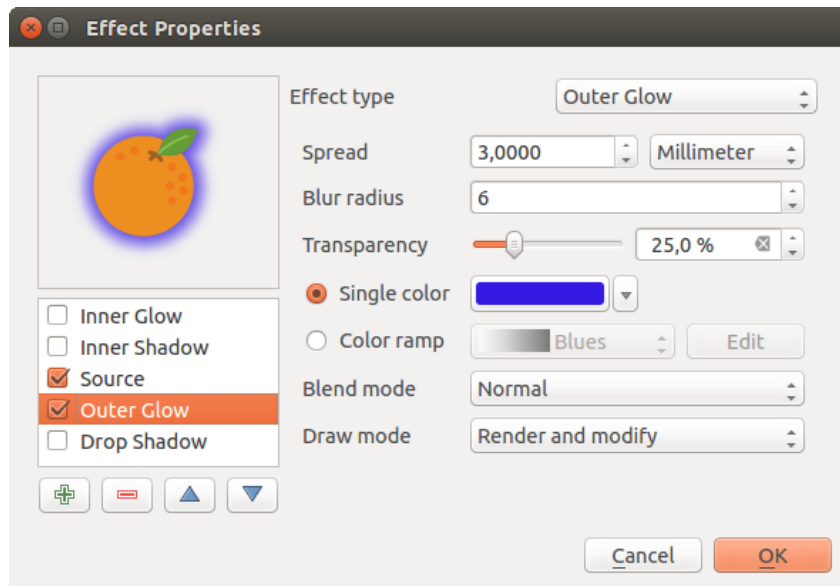 Effect Properties
Effect type Outer Glow
Spread 3,0000 Millimeter
Blur radius 6
Transparency 25,0 %
Single color
Color ramp Blues Edit
Blend mode Normal
Draw mode Render and modify
Inner Glow
Inner Shadow
Source
Outer Glow
Drop Shadow
Cancel OK